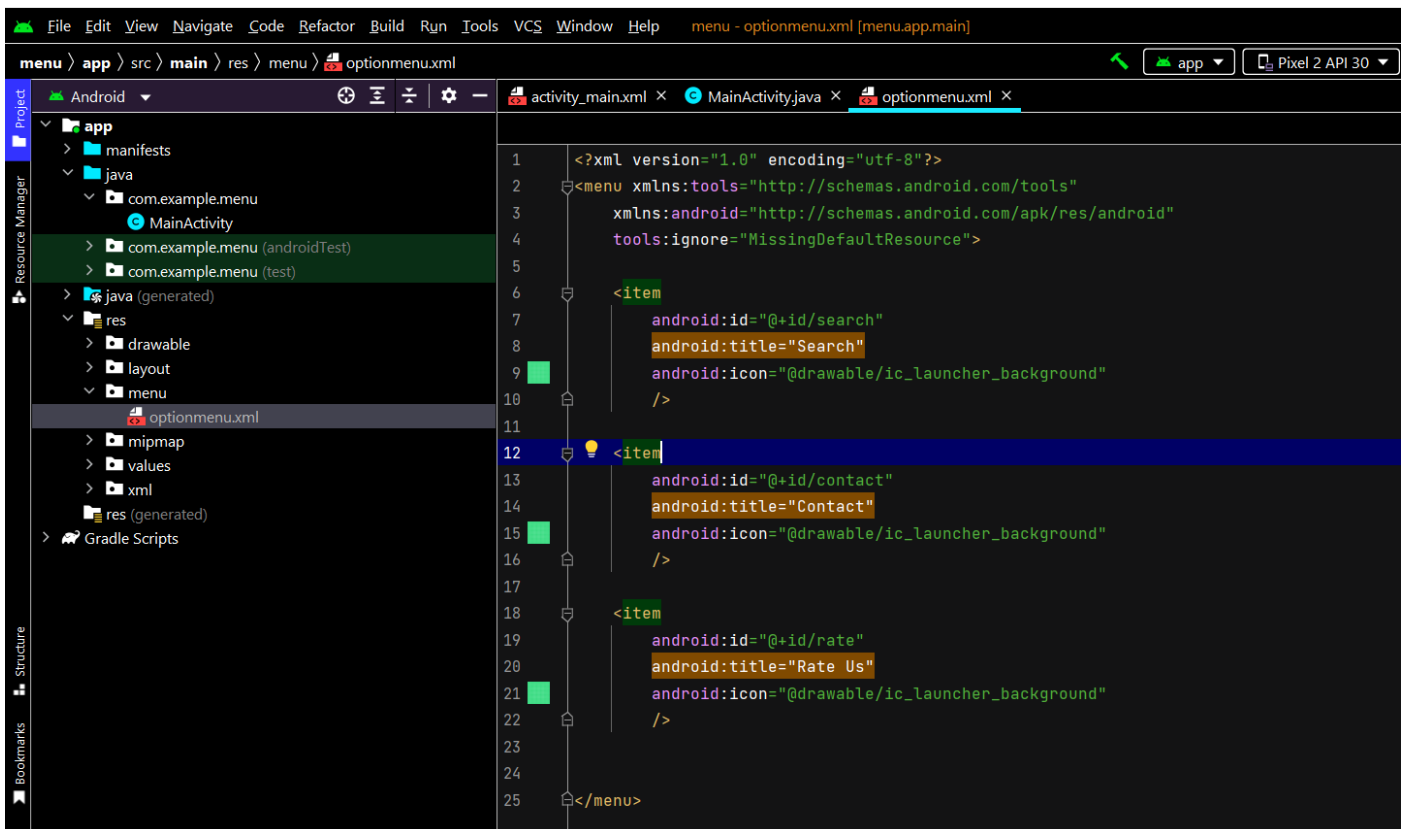 File Edit View Navigate Code Refactor Build Run Tools VCS Window Help menu - optionmenu.xml [menu.app.main]
menu 〉 app 〉 src 〉 main 〉 res 〉 menu 〉 optionmenu.xml app Pixel 2 API 30
Project
Resource Manager
Structure
Bookmarks
Android
app
manifests
java
com.example.menu
MainActivity
com.example.menu (androidTest)
com.example.menu (test)
java (generated)
res
drawable
layout
menu
optionmenu.xml
mipmap
values
xml
res (generated)
Gradle Scripts
activity_main.xml × MainActivity.java × optionmenu.xml ×
1 <?xml version="1.0" encoding="utf-8"?>
2 <menu xmlns:tools="http://schemas.android.com/tools"
3 xmlns:android="http://schemas.android.com/apk/res/android"
4 tools:ignore="MissingDefaultResource">
5
6 <item
7 android:id="@+id/search"
8 android:title="Search"
9 android:icon="@drawable/ic_launcher_background"
10 />
11
12 <item
13 android:id="@+id/contact"
14 android:title="Contact"
15 android:icon="@drawable/ic_launcher_background"
16 />
17
18 <item
19 android:id="@+id/rate"
20 android:title="Rate Us"
21 android:icon="@drawable/ic_launcher_background"
22 />
23
24
25 </menu>